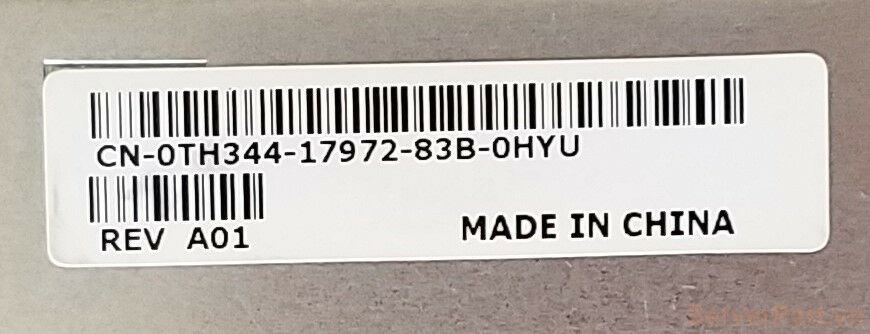 CN-0TH344-17972-83B-0HYU
REV A01
MADE IN CHINA